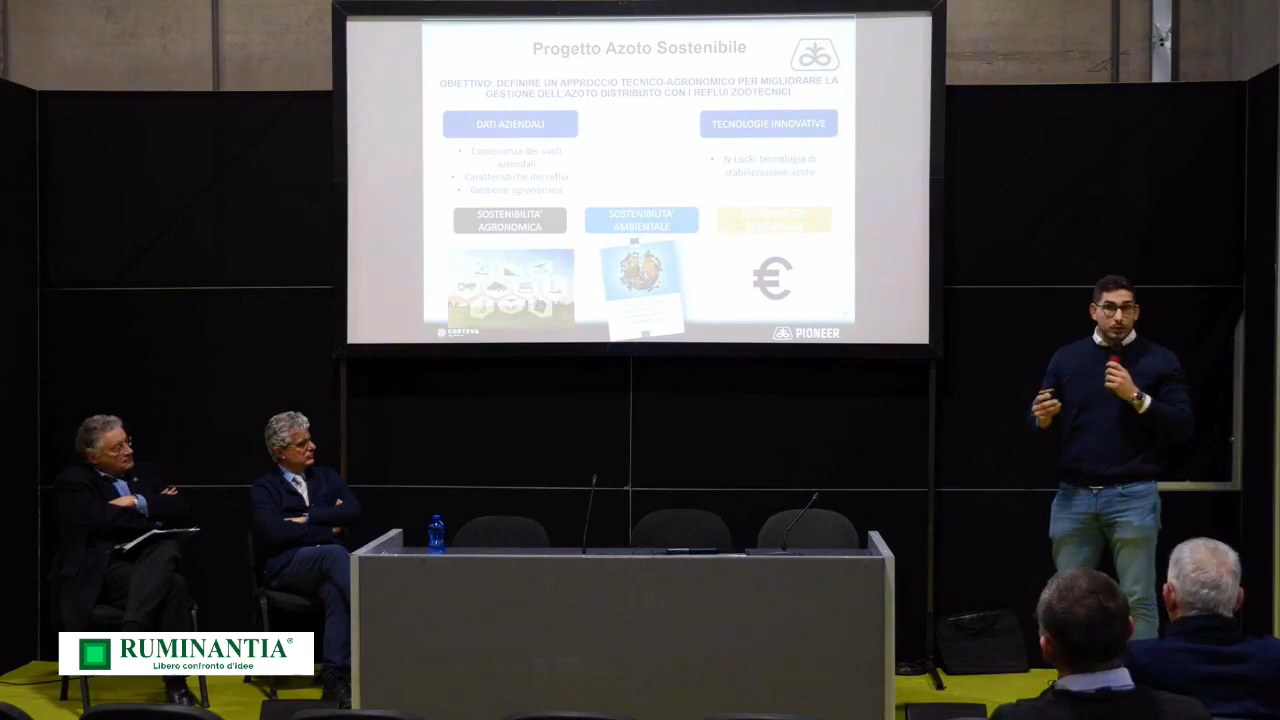 Progetto Azoto Sostenibile
OBIETTIVO: DEFINIRE UN APPROCCIO TECNICO-AGRONOMICO PER MIGLIORARE LA
GESTIONE DELL'AZOTO DISTRIBUITO CON I REFLUI ZOOTECNICI
DATI AZIENDALI
TECNOLOGIE INNOVATIVE
• Conoscenza dei suoli
aziendali
• Caratteristiche dei reflui
• Gestione agronomica
• N-Lock: tecnologia di
stabilizzazione azoto
SOSTENIBILITA'
AGRONOMICA
SOSTENIBILITA'
AMBIENTALE
SOSTENIBILITA'
€
CORTEVA
PIONEER
RUMINANTIA®
Libero confronto d'idee